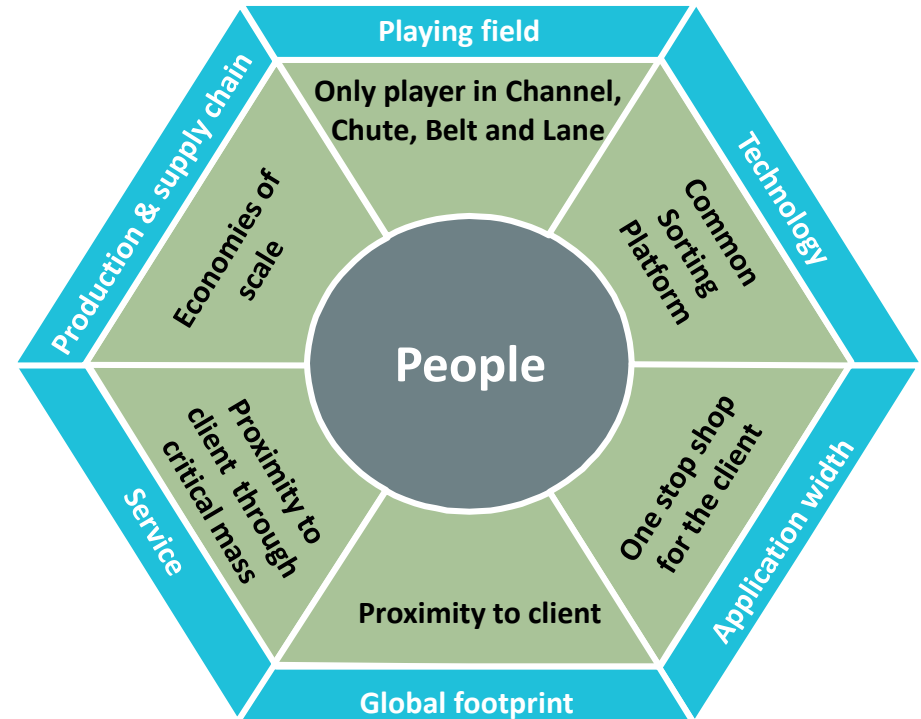 Playing field
Only player in Channel,
Chute, Belt and Lane
Technology
Common
Sorting
Platform
Application width
One stop shop
for the client
Global footprint
Proximity to client
Service
Proximity to
client through
critical mass
Production & supply chain
Economies of
scale
People